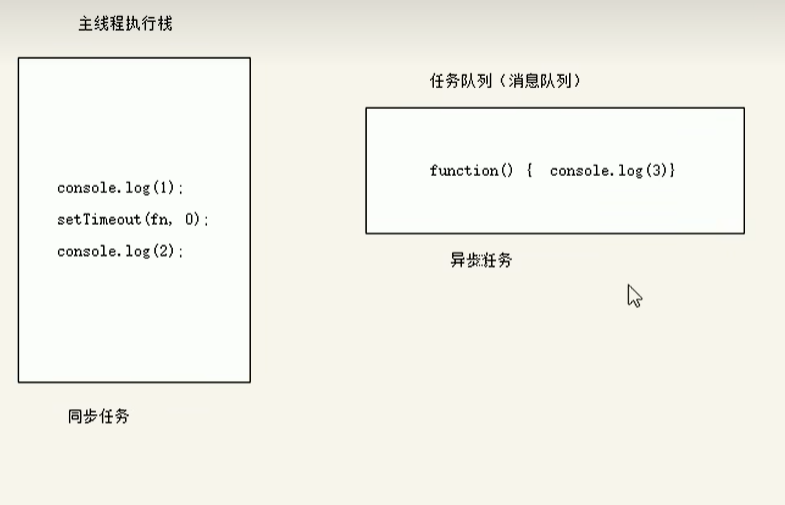 主线程执行栈
任务队列（消息队列）
console.log(1);
setTimeout(fn, 0);
console.log(2);
function() {  console.log(3)}
异步任务
同步任务